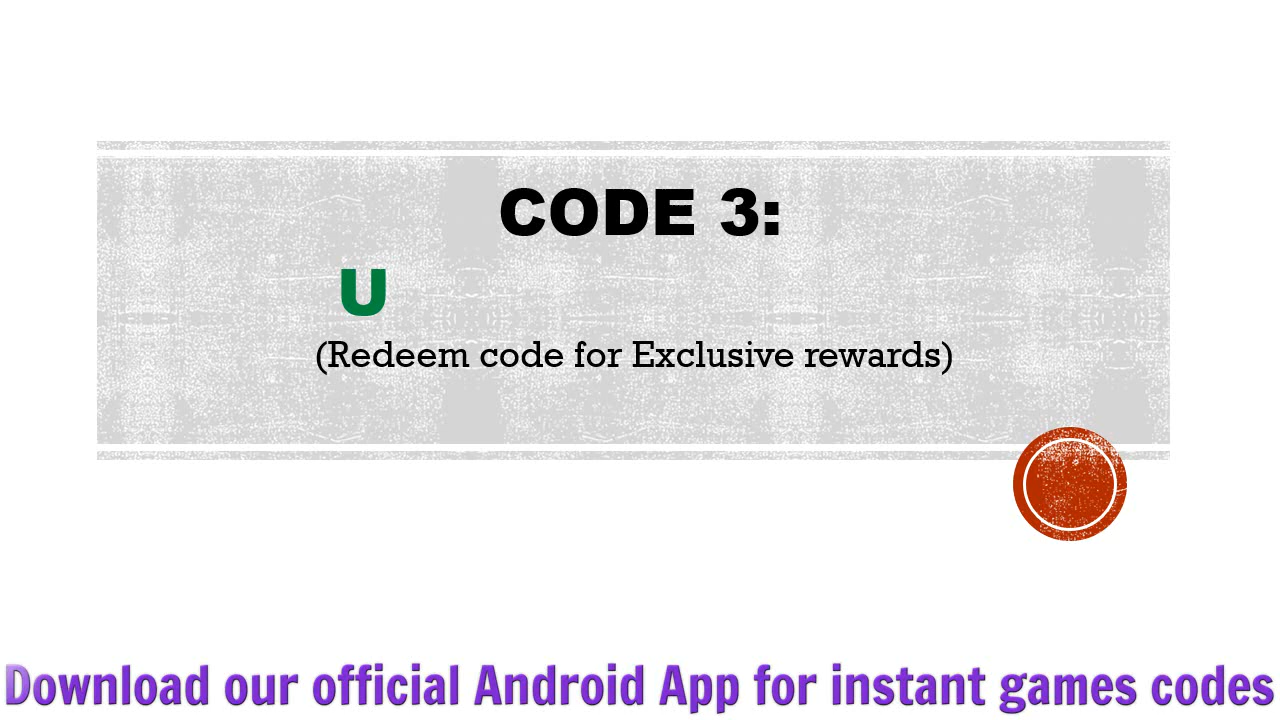 CODE 3:
U
(Redeem code for Exclusive rewards)
Download our official Android App for instant games codes